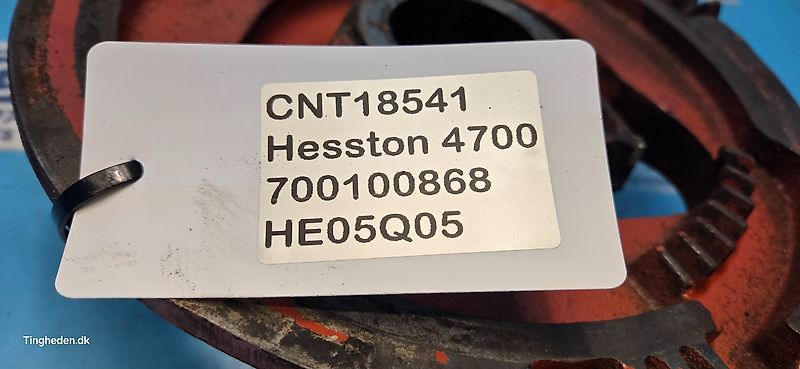 CNT18541
Hesston 4700
700100868
HE05Q05
Tingheden.dk